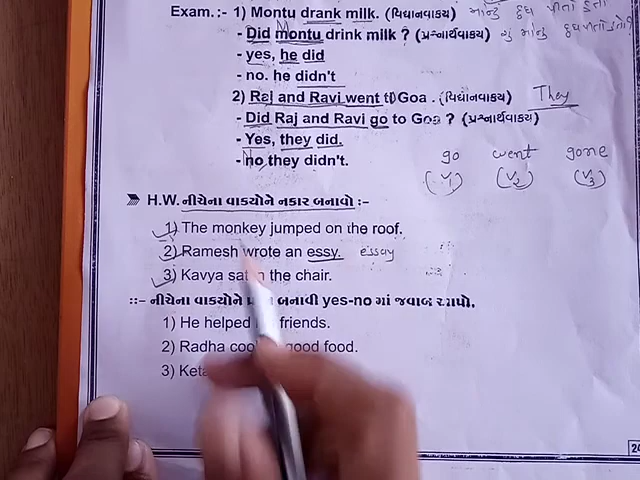 Exam.:- 1) Montu drank milk. (વિધાનવાક્ય) મોન્ટુ દૂધ પીતો હતો
- Did Montu drink milk ? (પ્રશ્નાર્થવાક્ય) શું મોન્ટુ દૂધ પીતો હતો?
- yes, he did
- no. he didn't
2) Raj and Ravi went to Goa . (વિધાનવાક્ય) They
- Did Raj and Ravi go to Goa ? (પ્રશ્નાર્થવાક્ય)
- Yes, they did.
- No they didn't.
go went gone
(V1) (V2) (V3)
H.W. નીચેના વાક્યોને નકાર બનાવો :-
1) The monkey jumped on the roof.
2) Ramesh wrote an essy. essay
3) Kavya sat in the chair.
::- નીચેના વાક્યોને બનાવી yes-no માં જવાબ આપો.
1) He helped friends.
2) Radha good food.
3)